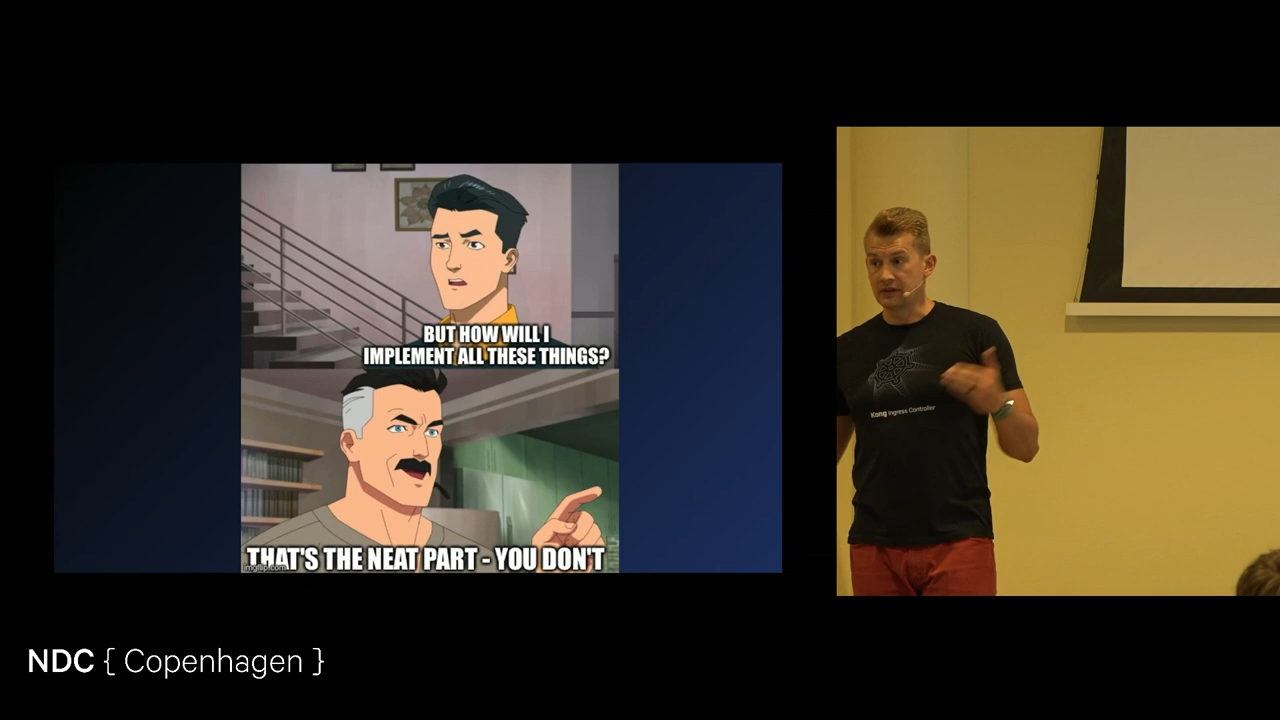 BUT HOW WILL I
IMPLEMENT ALL THESE THINGS?
THAT'S THE NEAT PART - YOU DON'T
imgflip.com
Kong Ingress Controller
NDC { Copenhagen }